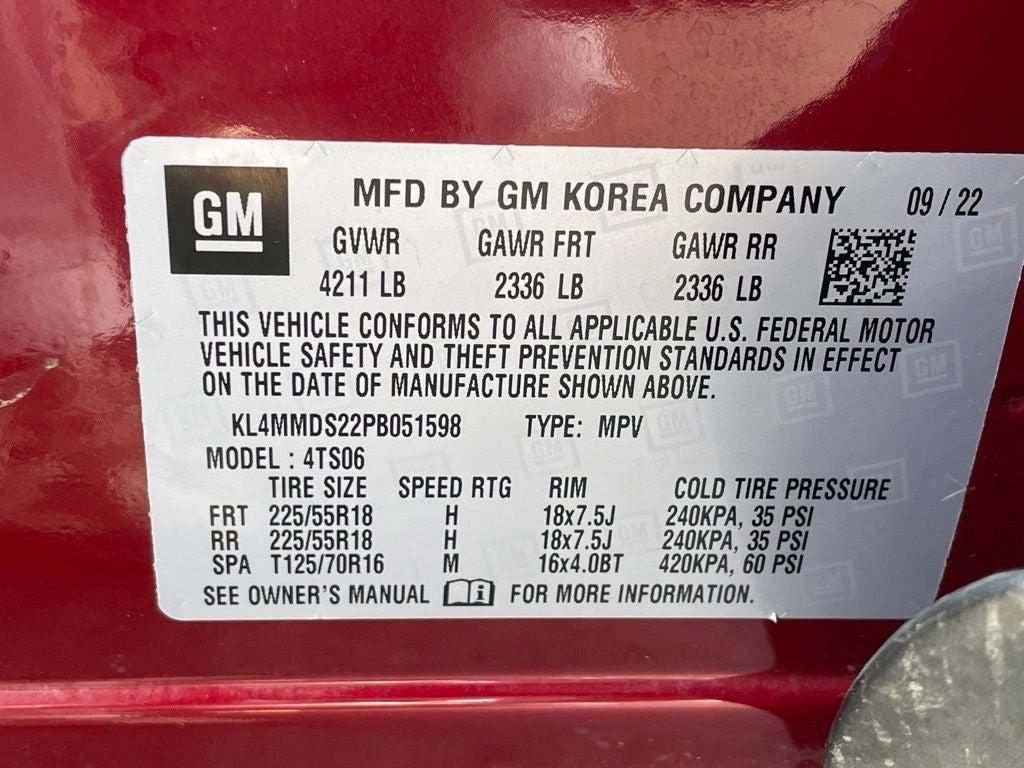 GM
MFD BY GM KOREA COMPANY 09 / 22
GVWR GAWR FRT GAWR RR
4211 LB 2336 LB 2336 LB
THIS VEHICLE CONFORMS TO ALL APPLICABLE U.S. FEDERAL MOTOR
VEHICLE SAFETY AND THEFT PREVENTION STANDARDS IN EFFECT
ON THE DATE OF MANUFACTURE SHOWN ABOVE.
KL4MMDS22PB051598 TYPE: MPV
MODEL : 4TS06
TIRE SIZE SPEED RTG RIM COLD TIRE PRESSURE
FRT 225/55R18 H 18x7.5J 240KPA, 35 PSI
RR 225/55R18 H 18x7.5J 240KPA, 35 PSI
SPA T125/70R16 M 16x4.0BT 420KPA, 60 PSI
SEE OWNER'S MANUAL i FOR MORE INFORMATION.